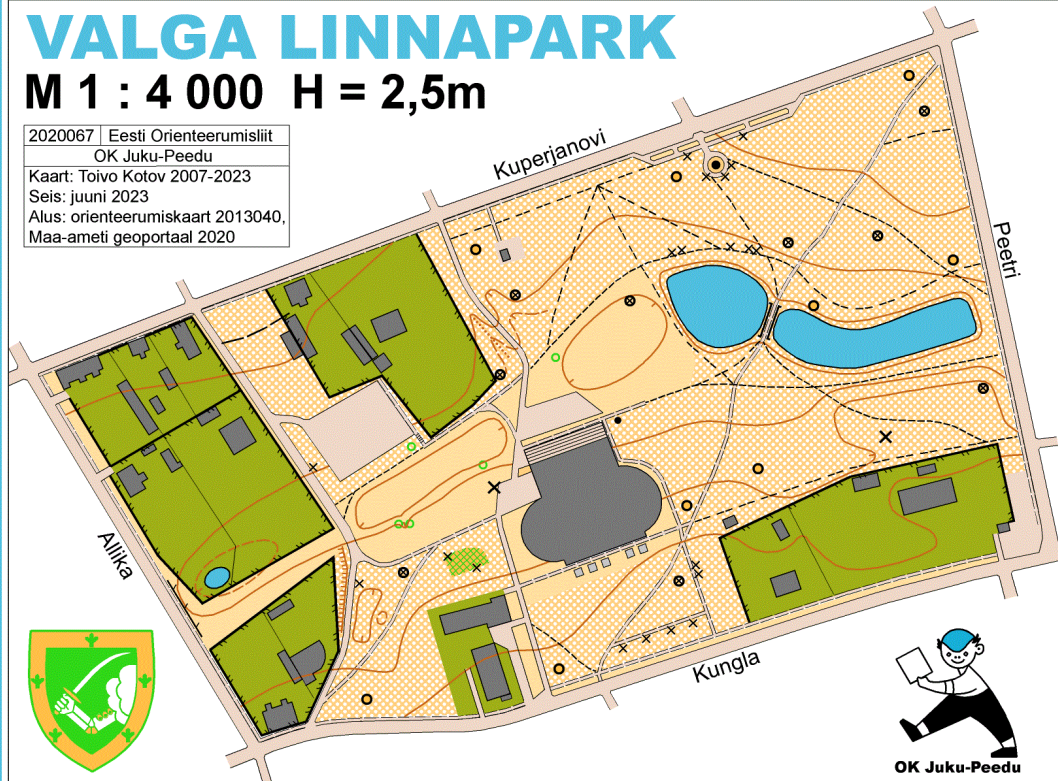 VALGA LINNAPARK
M 1 : 4 000 H = 2,5m
2020067 Eesti Orienteerumisliit
OK Juku-Peedu
Kaart: Toivo Kotov 2007-2023
Seis: juuni 2023
Alus: orienteerumiskaart 2013040,
Maa-ameti geoportaal 2020
Kuperjanovi
Peetri
Allika
Kungla
OK Juku-Peedu